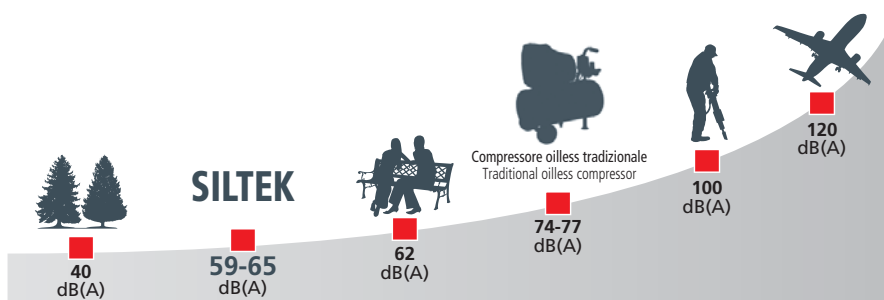 SILTEK
Compressore oilless tradizionale
Traditional oilless compressor
40
dB(A)
59-65
dB(A)
62
dB(A)
74-77
dB(A)
100
dB(A)
120
dB(A)